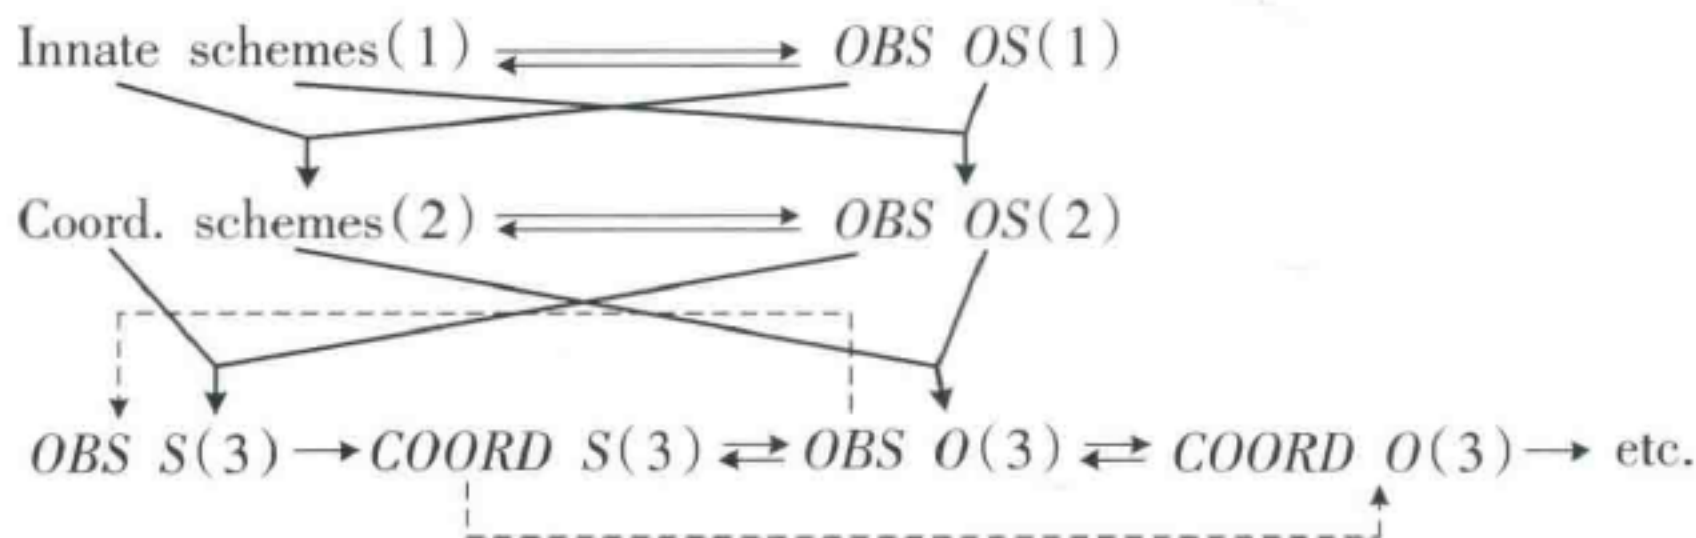 Innate schemes(1) OBS OS(1)
Coord. schemes(2) OBS OS(2)
OBS S(3) COORD S(3) OBS O(3) COORD O(3) etc.